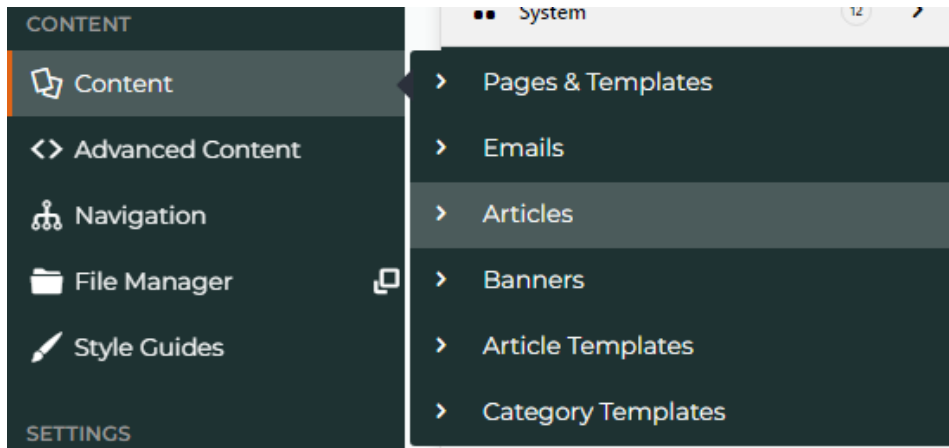 System
12
CONTENT
Content
Advanced Content
Navigation
File Manager
Style Guides
SETTINGS
Pages & Templates
Emails
Articles
Banners
Article Templates
Category Templates